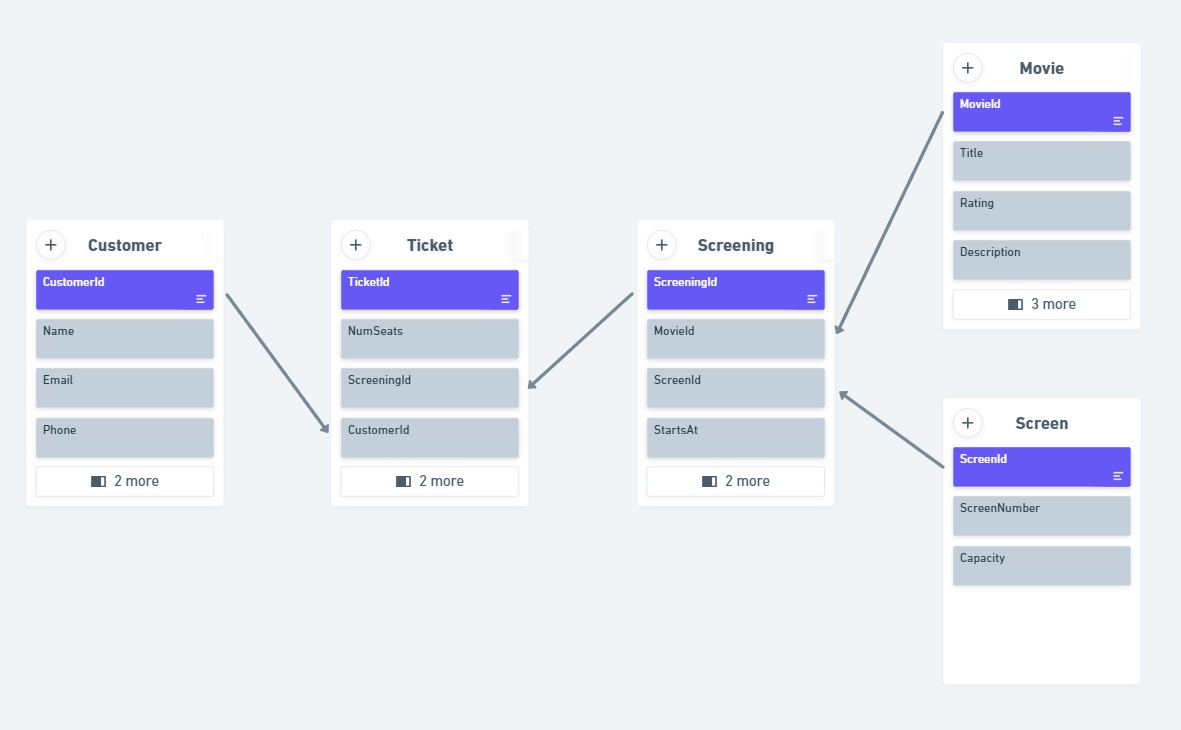 Customer
CustomerId
Name
Email
Phone
2 more
Ticket
TicketId
NumSeats
ScreeningId
CustomerId
2 more
Screening
ScreeningId
MovieId
ScreenId
StartsAt
2 more
Movie
MovieId
Title
Rating
Description
3 more
Screen
ScreenId
ScreenNumber
Capacity